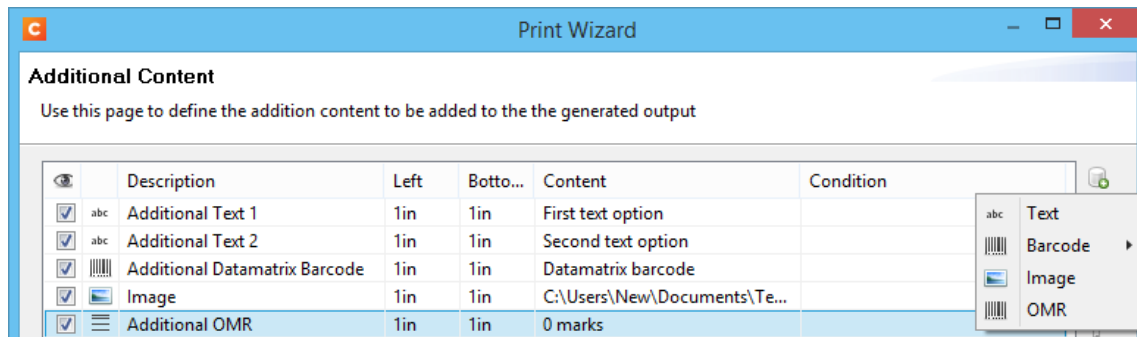 C Print Wizard
Additional Content
Use this page to define the addition content to be added to the the generated output
Description Left Botto... Content Condition
abc Additional Text 1 1in 1in First text option
abc Additional Text 2 1in 1in Second text option
Additional Datamatrix Barcode 1in 1in Datamatrix barcode
Image 1in 1in C:\Users\New\Documents\Te...
Additional OMR 1in 1in 0 marks
abc Text
Barcode
Image
OMR